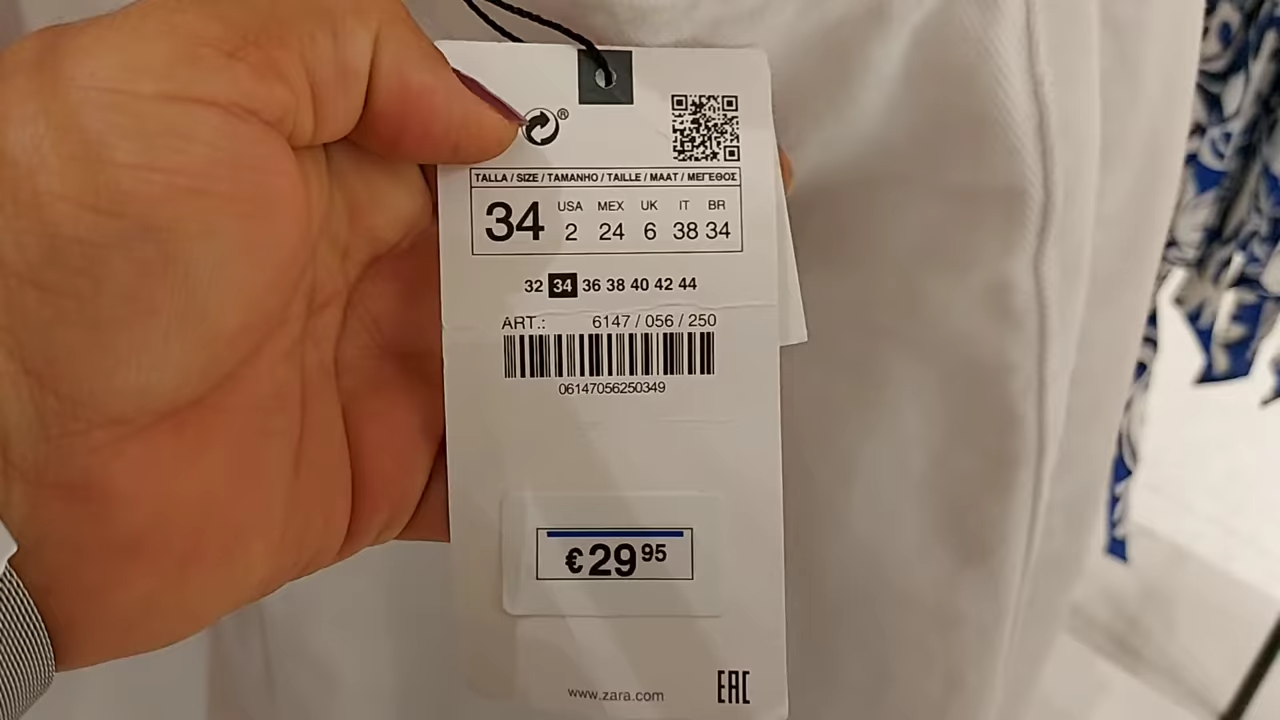 ®
TALLA / SIZE / TAMANHO / TAILLE / MAAT / ΜΕΓΕΘΟΣ
USA MEX UK IT BR
34 2 24 6 38 34
32 34 36 38 40 42 44
ART.: 6147 / 056 / 250
06147056250349
€29 95
www.zara.com
EAC